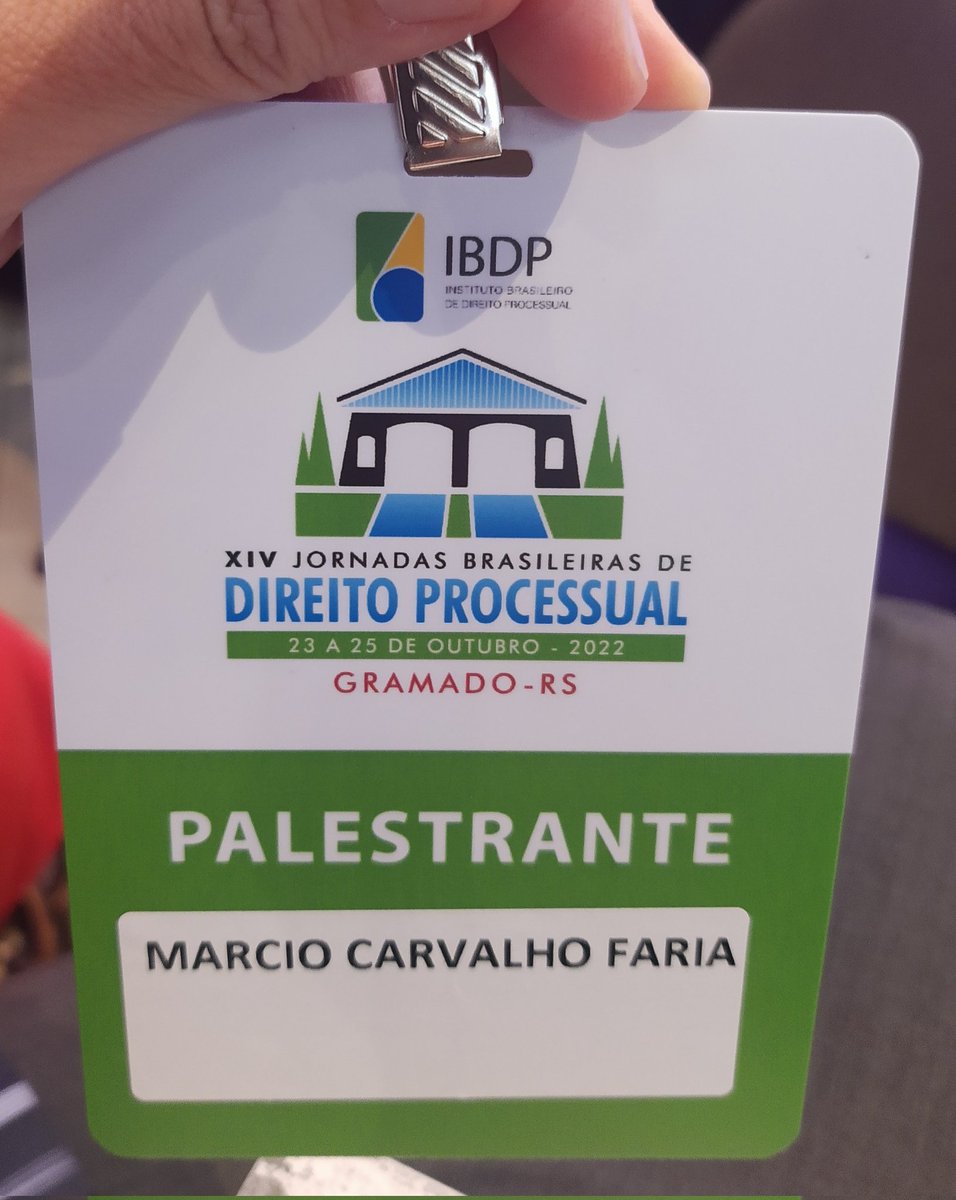 IBDP
INSTITUTO BRASILEIRO
DE DIREITO PROCESSUAL
XIV JORNADAS BRASILEIRAS DE
DIREITO PROCESSUAL
23 A 25 DE OUTUBRO - 2022
GRAMADO-RS
PALESTRANTE
MARCIO CARVALHO FARIA